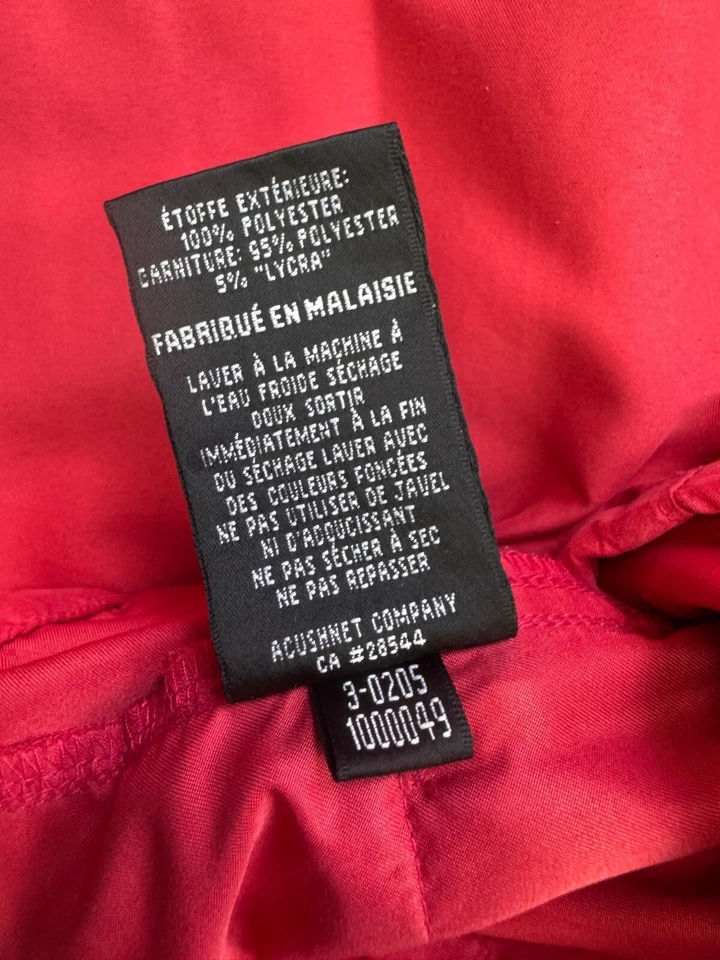 ÉTOFFE EXTÉRIEURE:
100% POLYESTER
GARNITURE: 95% POLYESTER
5% "LYCRA"
FABRIQUÉ EN MALAISIE
LAVER À LA MACHINE À
L'EAU FROIDE SÉCHAGE
DOUX SORTIR
IMMÉDIATEMENT À LA FIN
DU SÉCHAGE LAVER AVEC
DES COULEURS FONCÉES
NE PAS UTILISER DE JAVEL
NI D'ADOUCISSANT
NE PAS SÉCHER À SEC
NE PAS REPASSER
ACUSHNET COMPANY
CA #28544
3-0205
1000049